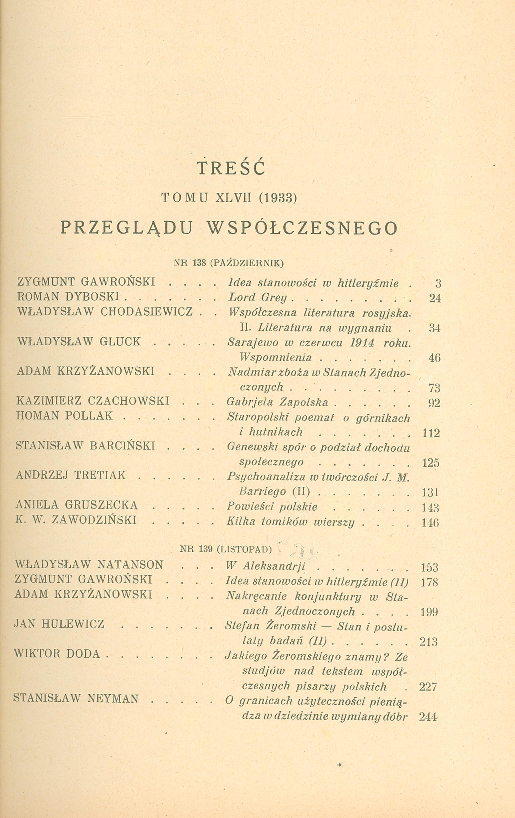 TREŚĆ
TOMU XLVII (1933)
PRZEGLĄDU WSPÓŁCZESNEGO
NR 138 (PAŹDZIERNIK)
ZYGMUNT GAWROŃSKI . . . . Idea stanowości w hitleryźmie . 3
ROMAN DYBOSKI . . . . . . . Lord Grey . . . . . . . . . 24
WŁADYSŁAW CHODASIEWICZ . . Współczesna literatura rosyjska.
II. Literatura na wygnaniu . 34
WŁADYSŁAW GLUCK . . . . . Sarajewo w czerwcu 1914 roku.
Wspomnienia . . . . . . . 46
ADAM KRZYŻANOWSKI . . . . Nadmiar zboża w Stanach Zjedno-
czonych . . . . . . . . . 73
KAZIMIERZ CZACHOWSKI . . . Gabrjela Zapolska . . . . . . 92
ROMAN POLLAK . . . . . . . Staropolski poemat o górnikach
i hutnikach . . . . . . . 112
STANISŁAW BARCIŃSKI . . . . Genewski spór o podział dochodu
społecznego . . . . . . . 125
ANDRZEJ TRETIAK . . . . . . Psychoanaliza w twórczości J. M.
Barriego (II) . . . . . . . 131
ANIELA GRUSZECKA . . . . . Powieści polskie . . . . . . 143
K. W. ZAWODZIŃSKI . . . . . Kilka tomików wierszy . . . . 146
NR 139 (LISTOPAD)
WŁADYSŁAW NATANSON . . . W Aleksandrji . . . . . . . 153
ZYGMUNT GAWROŃSKI . . . . Idea stanowości w hitleryźmie (II) 178
ADAM KRZYŻANOWSKI . . . . Nakręcanie konjunktury w Sta-
nach Zjednoczonych . . . . 199
JAN HULEWICZ . . . . . . . Stefan Żeromski — Stan i postu-
laty badań (II) . . . . . . 213
WIKTOR DODA . . . . . . . . Jakiego Żeromskiego znamy? Ze
studjów nad tekstem współ-
czesnych pisarzy polskich . 227
STANISŁAW NEYMAN . . . . . O granicach użyteczności pienią-
dza w dziedzinie wymiany dóbr 244